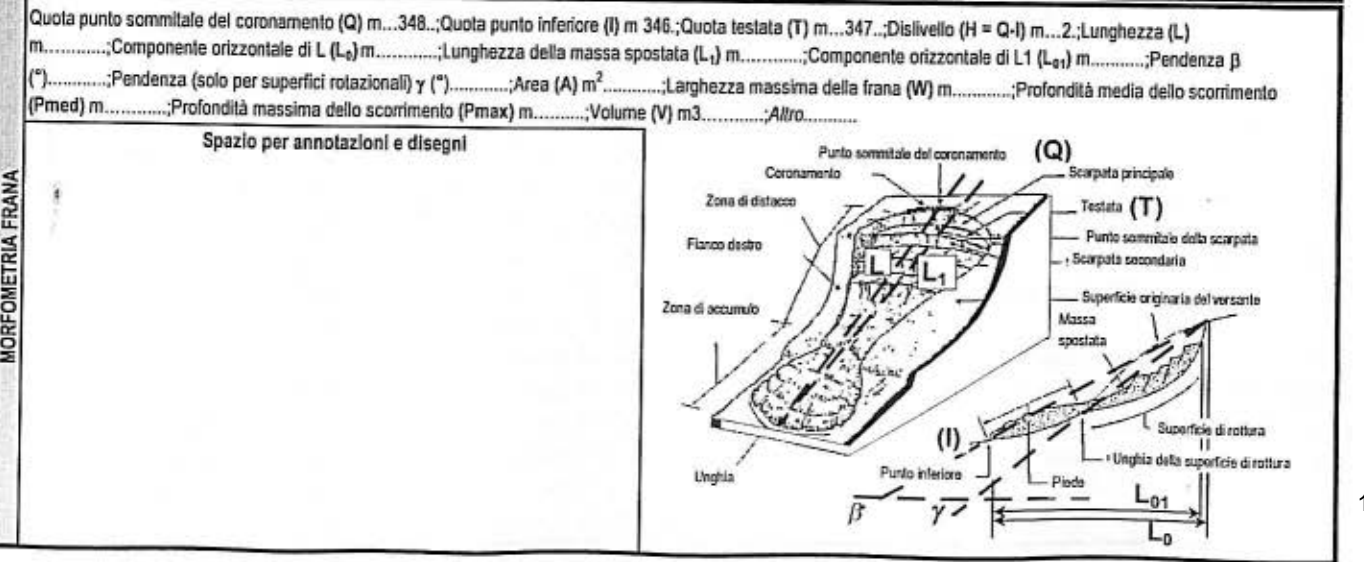 Quota punto sommitale del coronamento (Q) m...348..;Quota punto inferiore (I) m 346.;Quota testata (T) m...347..;Dislivello (H = Q-I) m...2.;Lunghezza (L)
m............;Componente orizzontale di L (L₀) m............;Lunghezza della massa spostata (L₁) m............;Componente orizzontale di L1 (L₀₁) m..........;Pendenza β
(°)...........;Pendenza (solo per superfici rotazionali) γ (°)............;Area (A) m²............;Larghezza massima della frana (W) m............;Profondità media dello scorrimento
(Pmed) m............;Profondità massima dello scorrimento (Pmax) m..........;Volume (V) m3............;Altro...........
MORFOMETRIA FRANA
Spazio per annotazioni e disegni
Punto sommitale del coronamento (Q)
Coronamento
Scarpata principale
Zona di distacco
Testata (T)
Fianco destro
Punto sommitale della scarpata
Scarpata secondaria
L
L₁
Zona di accumulo
Superficie originaria del versante
Massa
spostata
(I)
Superficie di rottura
Unghia della superficie di rottura
Unghia
Punto inferiore
Piede
β
γ
L₀₁
L₀
1